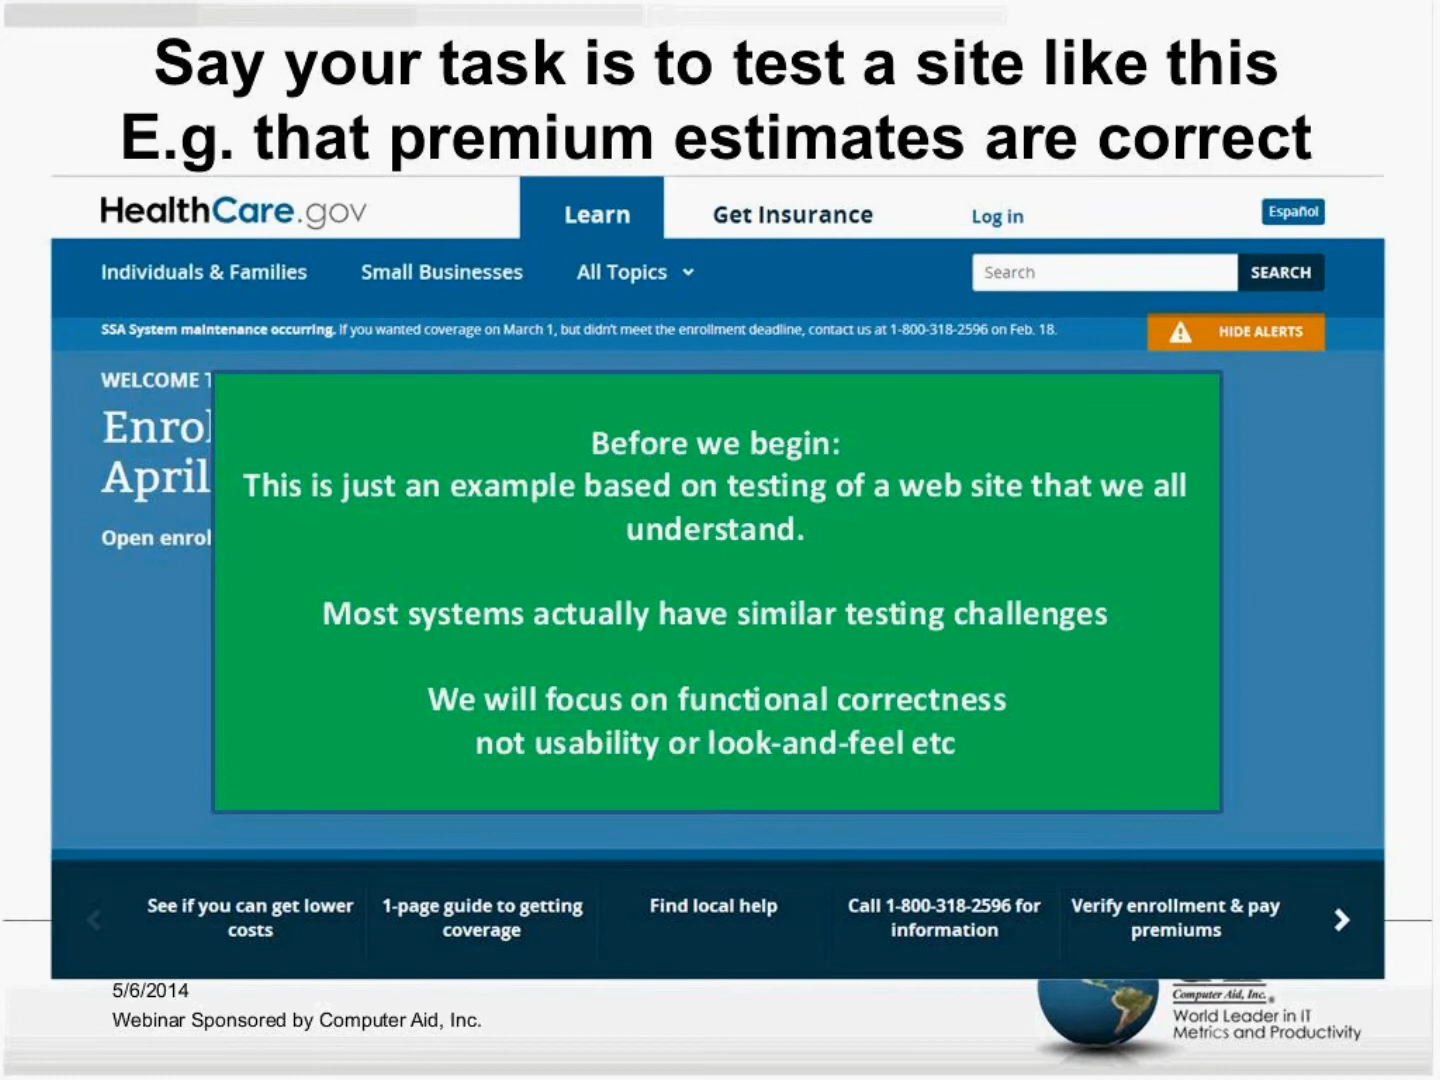 Say your task is to test a site like this
E.g. that premium estimates are correct
HealthCare.gov
Learn
Get Insurance
Log in
Español
Individuals & Families
Small Businesses
All Topics
Search
SEARCH
SSA System maintenance occurring. If you wanted coverage on March 1, but didn't meet the enrollment deadline, contact us at 1-800-318-2596 on Feb. 18.
HIDE ALERTS
WELCOME
April
Open
Before we begin:
This is just an example based on testing of a web site that we all
understand.
Most systems actually have similar testing challenges
We will focus on functional correctness
not usability or look-and-feel etc
See if you can get lower
costs
1-page guide to getting
coverage
Find local help
Call 1-800-318-2596 for
information
Verify enrollment & pay
premiums
5/6/2014
Webinar Sponsored by Computer Aid, Inc.
Computer Aid, Inc.
World Leader in IT
Metrics and Productivity